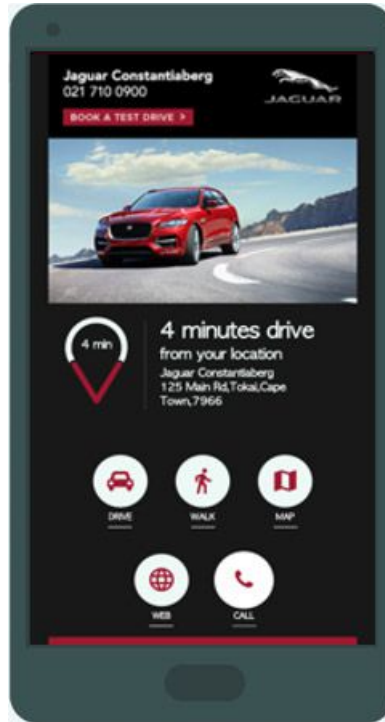 Jaguar Constantiaberg
021 710 0900
BOOK A TEST DRIVE >
JAGUAR
4 min
4 minutes drive
from your location
Jaguar Constantiaberg
125 Main Rd,Tokai,Cape
Town,7966
DRIVE
WALK
MAP
WEB
CALL